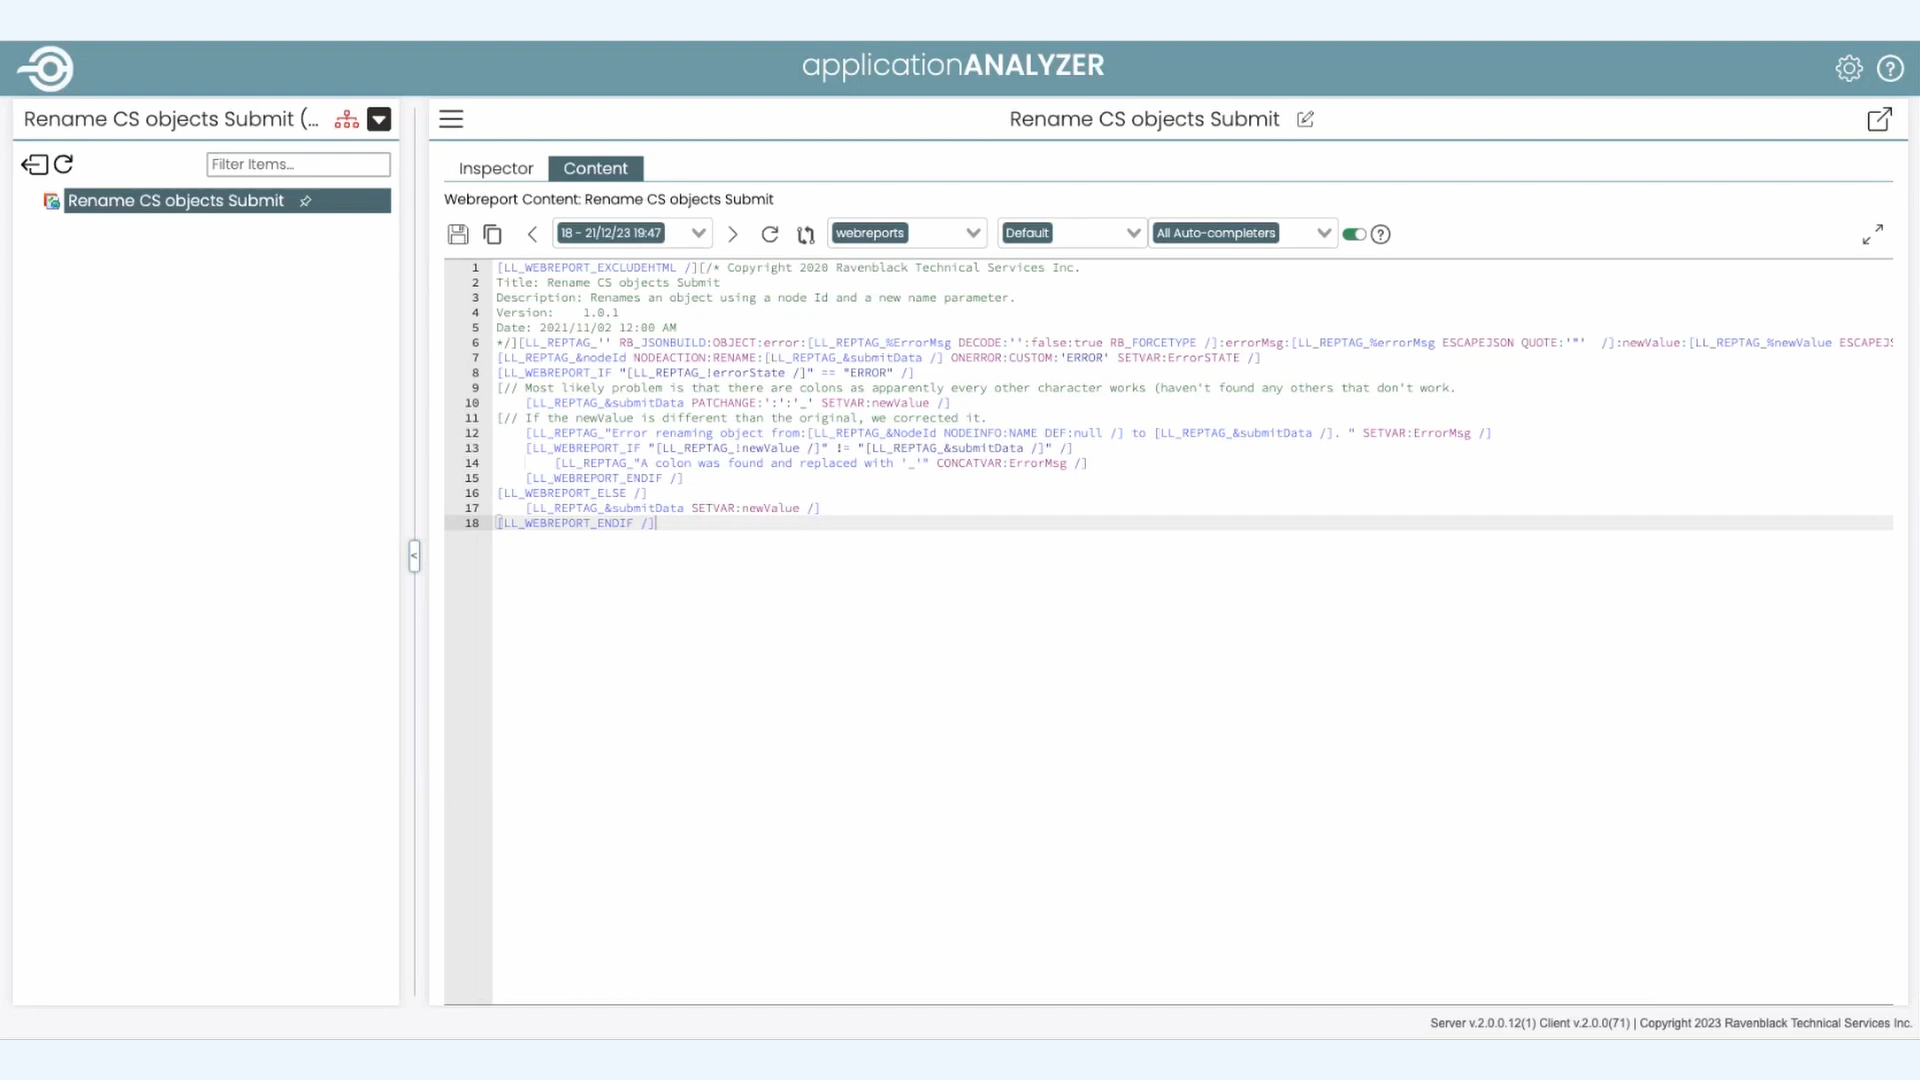 applicationANALYZER
Rename CS objects Submit (...
Filter Items...
Rename CS objects Submit
Rename CS objects Submit
Inspector
Content
Webreport Content: Rename CS objects Submit
18 - 21/12/23 19:47
webreports
Default
All Auto-completers
1 [LL_WEBREPORT_EXCLUDEHTML /][/* Copyright 2020 Ravenblack Technical Services Inc.
2 Title: Rename CS objects Submit
3 Description: Renames an object using a node Id and a new name parameter.
4 Version:    1.0.1
5 Date: 2021/11/02 12:00 AM
6 */][LL_REPTAG_'' RB_JSONBUILD:OBJECT:error:[LL_REPTAG_%ErrorMsg DECODE:'':false:true RB_FORCETYPE /]:errorMsg:[LL_REPTAG_%errorMsg ESCAPEJSON QUOTE:'"'  /]:newValue:[LL_REPTAG_%newValue ESCAPEJS
7 [LL_REPTAG_&nodeId NODEACTION:RENAME:[LL_REPTAG_&submitData /] ONERROR:CUSTOM:'ERROR' SETVAR:ErrorSTATE /]
8 [LL_WEBREPORT_IF "[LL_REPTAG_!errorState /]" == "ERROR" /]
9 [// Most likely problem is that there are colons as apparently every other character works (haven't found any others that don't work.
10     [LL_REPTAG_&submitData PATCHANGE:':':'_' SETVAR:newValue /]
11 [// If the newValue is different than the original, we corrected it.
12     [LL_REPTAG_"Error renaming object from:[LL_REPTAG_&NodeId NODEINFO:NAME DEF:null /] to [LL_REPTAG_&submitData /]. " SETVAR:ErrorMsg /]
13     [LL_WEBREPORT_IF "[LL_REPTAG_!newValue /]" != "[LL_REPTAG_&submitData /]" /]
14         [LL_REPTAG_"A colon was found and replaced with '_'" CONCATVAR:ErrorMsg /]
15     [LL_WEBREPORT_ENDIF /]
16 [LL_WEBREPORT_ELSE /]
17     [LL_REPTAG_&submitData SETVAR:newValue /]
18 [LL_WEBREPORT_ENDIF /]
Server v.2.0.0.12(1) Client v.2.0.0(71) | Copyright 2023 Ravenblack Technical Services Inc.